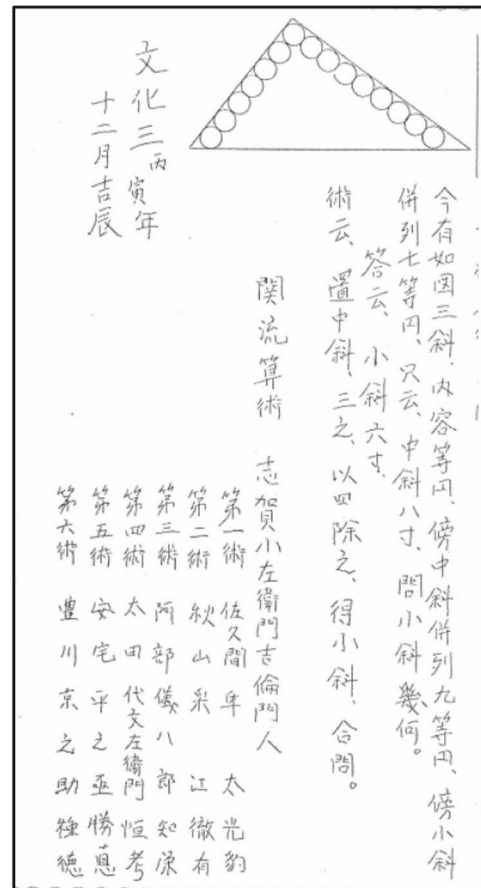 今有如図三斜、内容等円、傍中斜併列九等円、傍小斜
併列七等円、只云、中斜八寸、問小斜幾何。
答云、小斜六寸、
術云、置中斜、三之、以四除之、得小斜、合問。
関流算術 志賀小左衛門吉倫門人
第一術 佐久間隼太光豹
第二術 秋山釆江徹有
第三術 阿部儀八郎知
第四術 太田代文左衛門恒考
第五術 安宅平之亟勝恵
第六術 豊川京之助種徳
文化三丙寅年
十二月吉辰